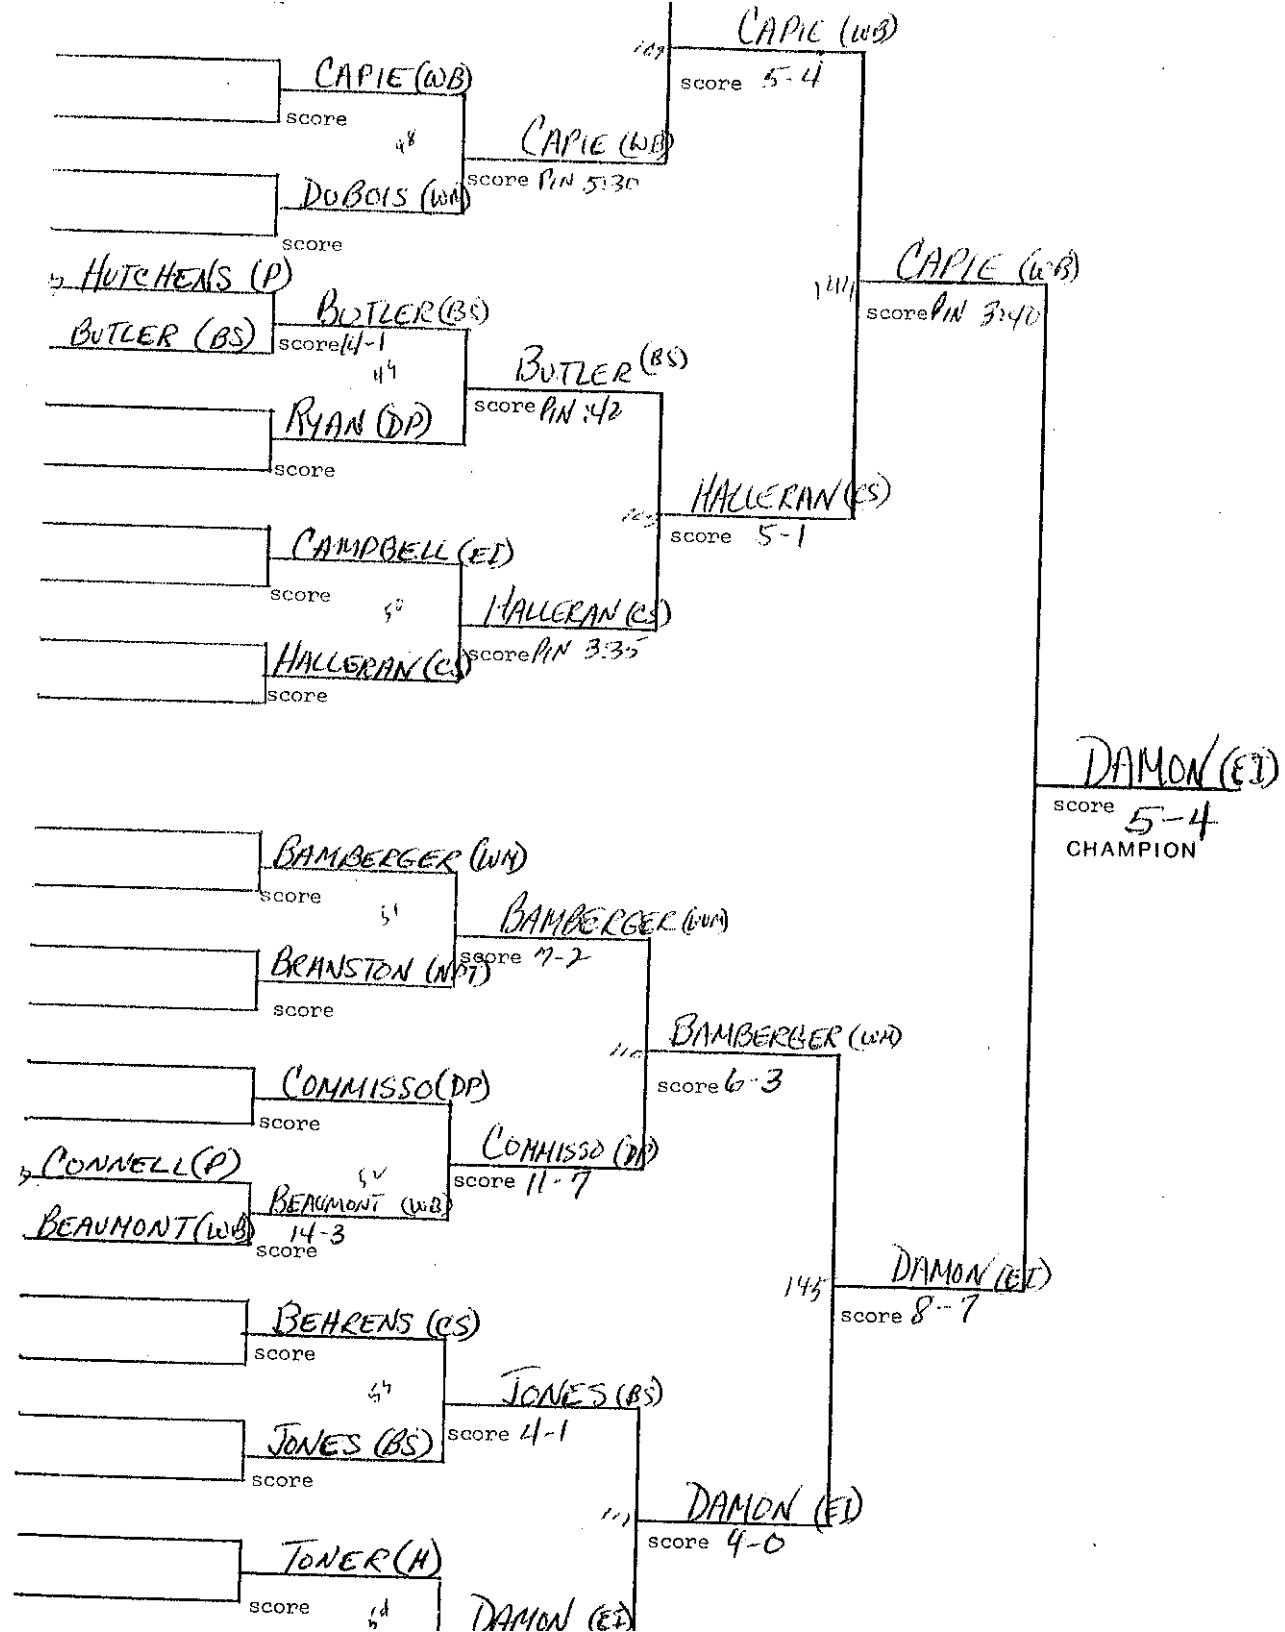 CAPIE (WB)
score 5-4
CAPIE (WB)
score
CAPIE (WB)
score PIN 5:30
DUBOIS (WM)
score
HUTCHENS (P)
CAPIE (WB)
144
score PIN 3:40
BUTLER (BS)
BUTLER (BS)
score 14-1
BUTLER (BS)
score PIN :42
RYAN (DP)
score
HALLERAN (CS)
score 5-1
CAMPBELL (EI)
score
HALLERAN (CS)
score PIN 3:35
HALLERAN (CS)
score
DAMON (EI)
score 5-4
CHAMPION
BAMBERGER (WM)
score
BAMBERGER (WM)
score 7-2
BRANSTON (NPT)
score
BAMBERGER (WM)
score 6-3
COMMISSO (DP)
score
COMMISSO (DP)
score 11-7
CONNELL (P)
BEAUMONT (WB)
BEAUMONT (WB)
14-3
score
DAMON (EI)
145
score 8-7
BEHRENS (CS)
score
JONES (BS)
score 4-1
JONES (BS)
score
DAMON (EI)
score 4-0
TONER (H)
score
DAMON (EI)